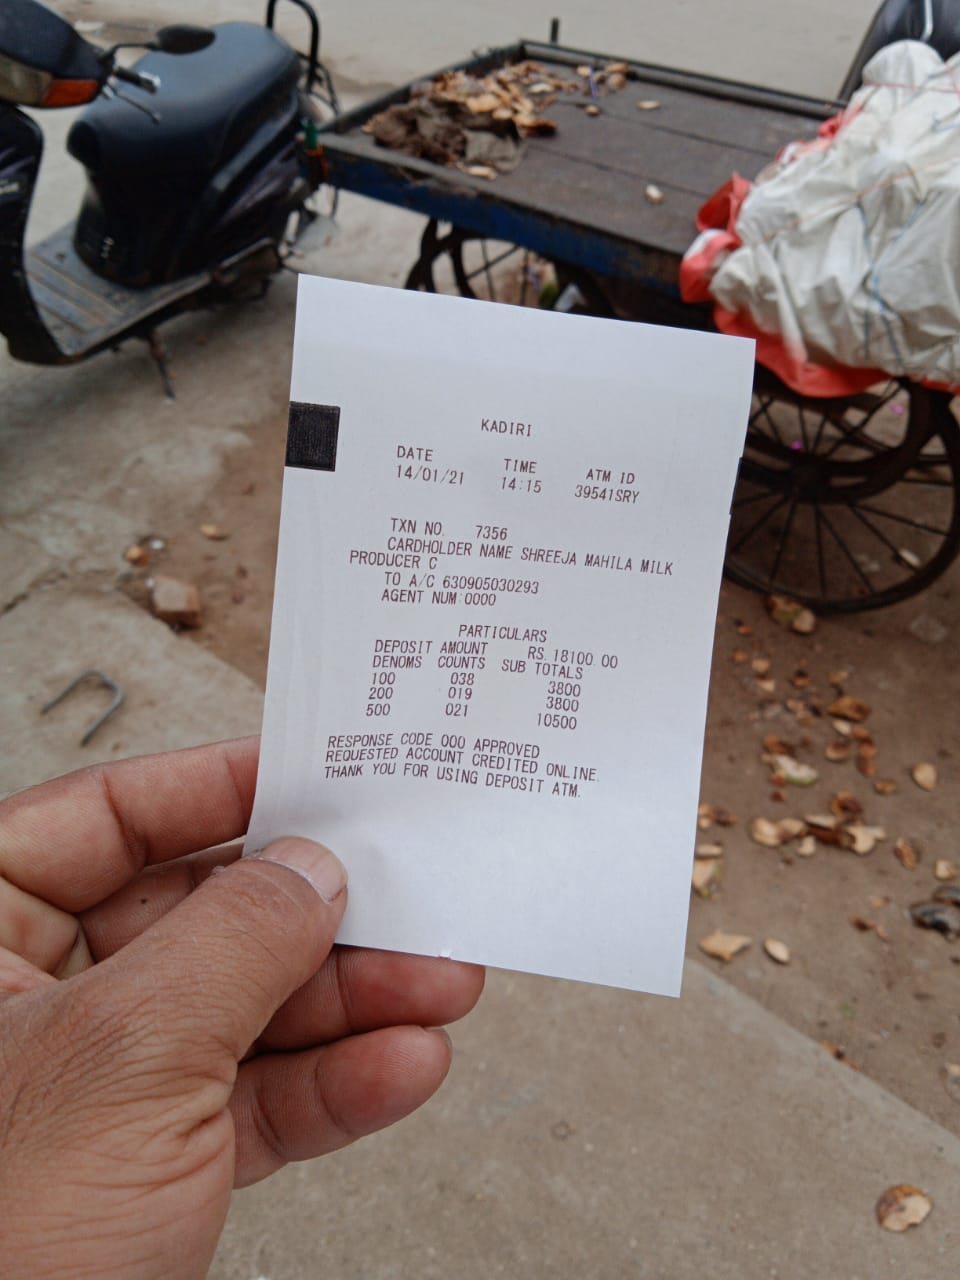 KADIRI
DATE TIME ATM ID
14/01/21 14:15 39541SRY
TXN NO. 7356
CARDHOLDER NAME SHREEJA MAHILA MILK
PRODUCER C
TO A/C 630905030293
AGENT NUM:0000
PARTICULARS
DEPOSIT AMOUNT RS.18100.00
DENOMS COUNTS SUB TOTALS
100 038 3800
200 019 3800
500 021 10500
RESPONSE CODE 000 APPROVED
REQUESTED ACCOUNT CREDITED ONLINE.
THANK YOU FOR USING DEPOSIT ATM.